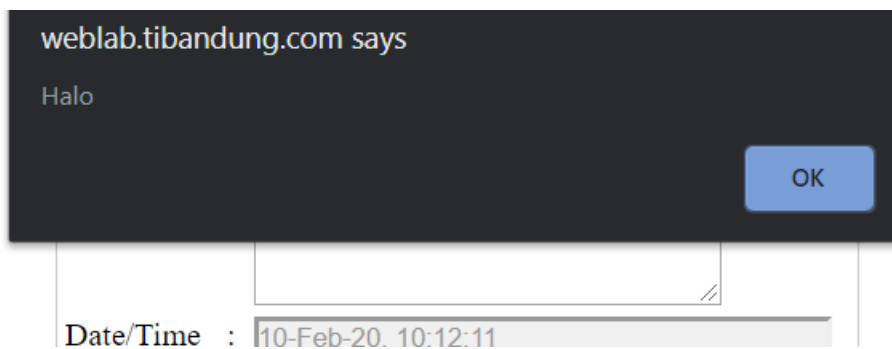 weblab.tibandung.com says
Halo
OK
Date/Time : 10-Feb-20, 10:12:11